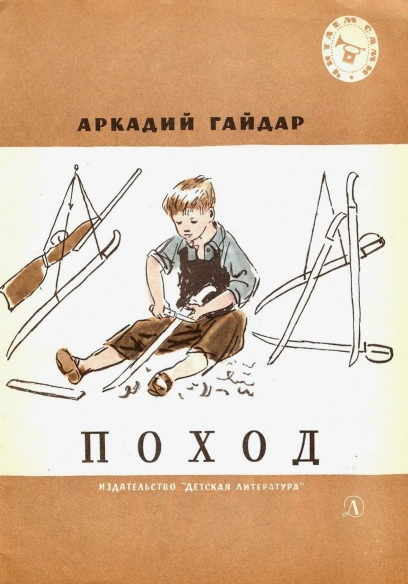 ЧИТАЕМ САМИ
АРКАДИЙ ГАЙДАР
ПОХОД
ИЗДАТЕЛЬСТВО "ДЕТСКАЯ ЛИТЕРАТУРА"
Д